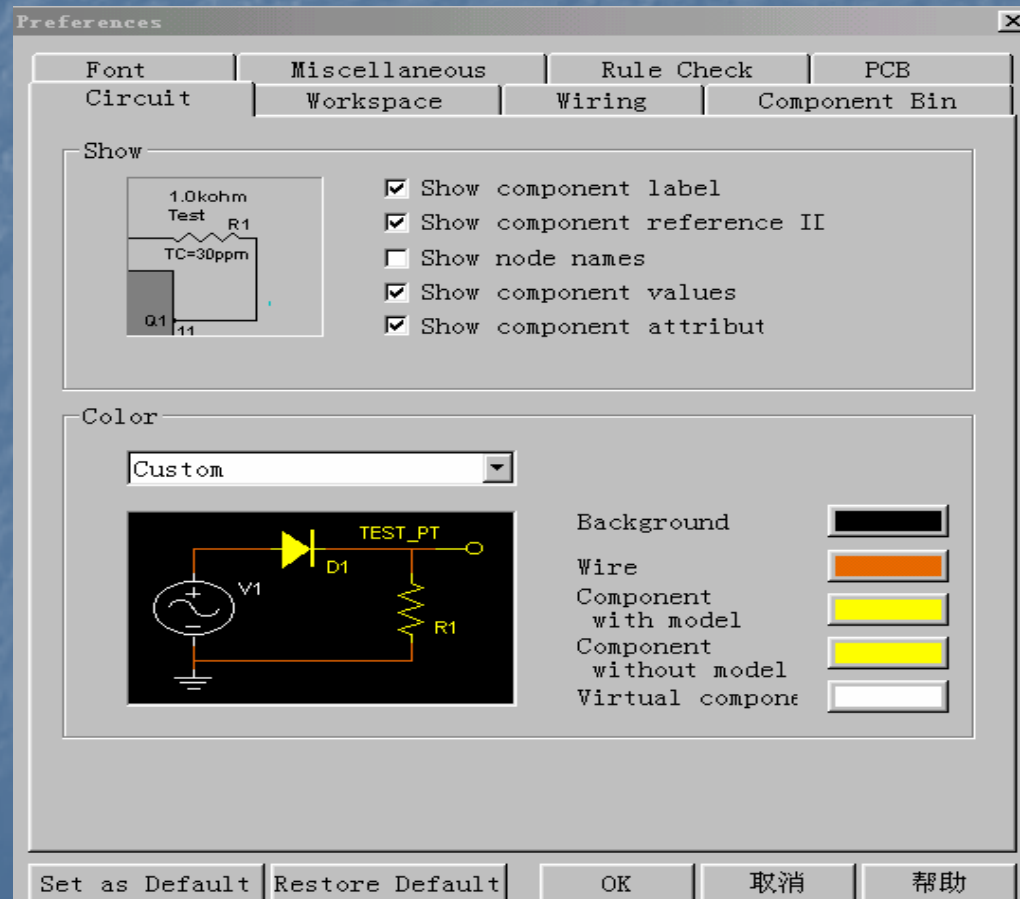 Preferences
Font Miscellaneous Rule Check PCB
Circuit Workspace Wiring Component Bin
Show
1.0kohm
Test
R1
TC=30ppm
Q1
11
Show component label
Show component reference II
Show node names
Show component values
Show component attribut
Color
Custom
TEST_PT
D1
V1
R1
Background
Wire
Component
with model
Component
without model
Virtual compone
Set as Default Restore Default OK 取消 帮助